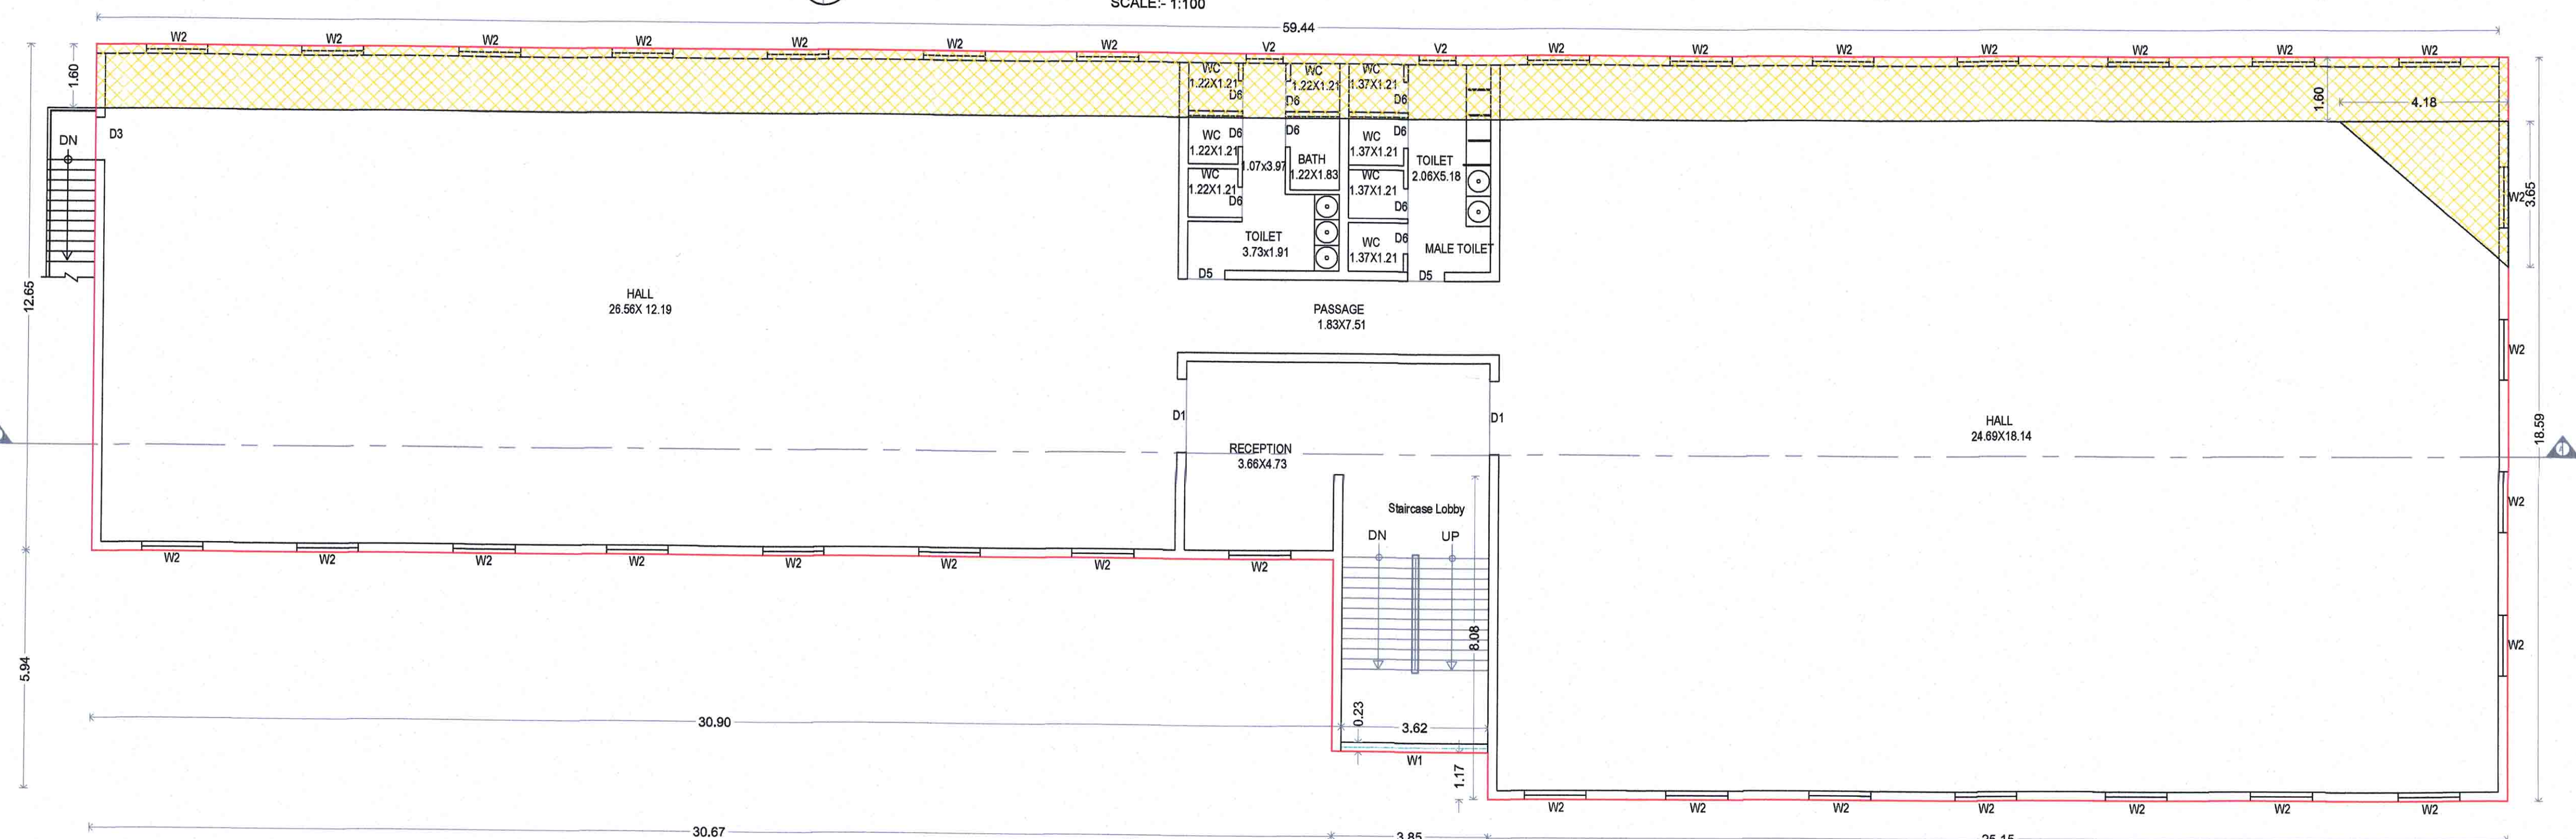 SCALE:- 1:100
59.44
W2 W2 W2 W2 W2 W2 W2 V2 V2 W2 W2 W2 W2 W2 W2 W2
1.60
WC
1.22X1.21
D6
WC
1.22X1.21
D6
WC
1.37X1.21
D6
1.60
4.18
DN
D3
WC
1.22X1.21
D6
D6
WC
1.37X1.21
D6
1.07x3.97
BATH
1.22X1.83
TOILET
2.06X5.18
WC
1.22X1.21
D6
WC
1.37X1.21
D6
W2
3.65
TOILET
3.73x1.91
WC
1.37X1.21
D6
MALE TOILET
D5
D5
12.65
HALL
26.56X 12.19
PASSAGE
1.83X7.51
W2
D1
D1
HALL
24.69X18.14
18.59
RECEPTION
3.66X4.73
Staircase Lobby
DN UP
W2
W2 W2 W2 W2 W2 W2 W2 W2
5.94
8.08
W2
30.90
0.23
3.62
W1
1.17
W2 W2 W2 W2 W2 W2 W2
30.67
3.85
25.15